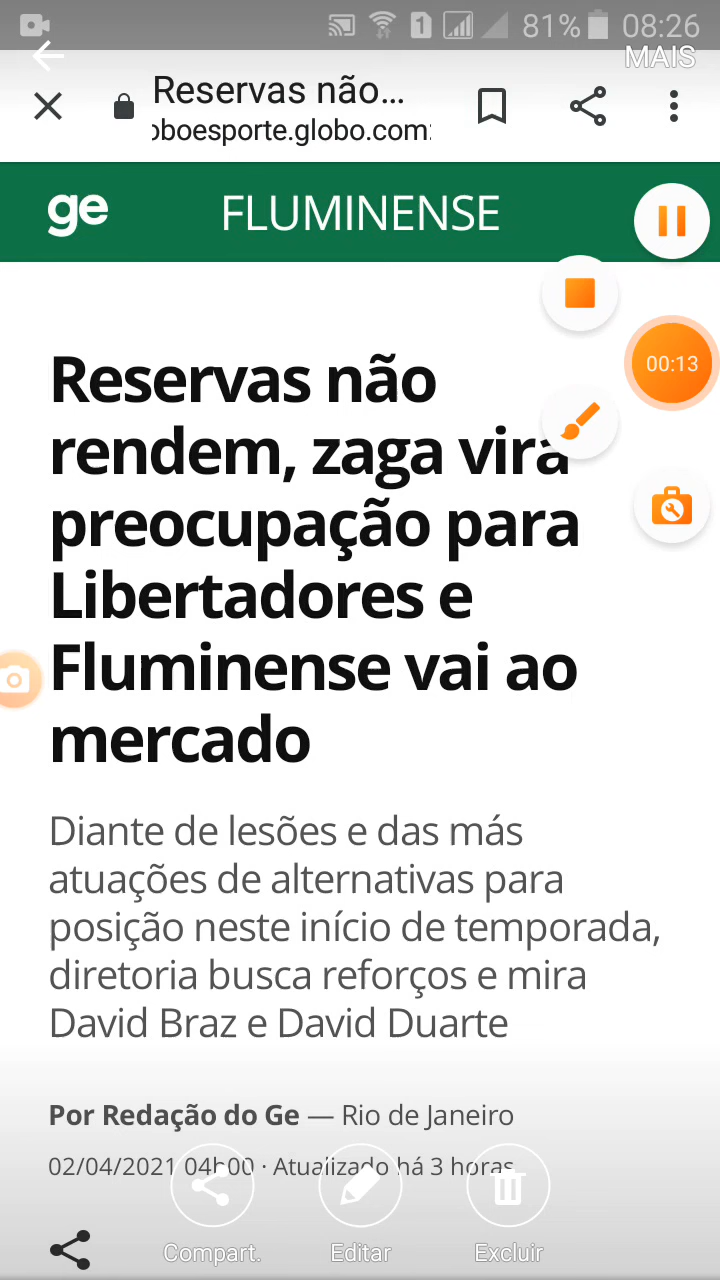 81% 08:26
MAIS
Reservas não...
oboesporte.globo.com
ge FLUMINENSE
00:13
Reservas não
rendem, zaga vira
preocupação para
Libertadores e
Fluminense vai ao
mercado
Diante de lesões e das más
atuações de alternativas para
posição neste início de temporada,
diretoria busca reforços e mira
David Braz e David Duarte
Por Redação do Ge — Rio de Janeiro
02/04/2021 04h00 · Atualizado há 3 horas
Compart. Editar Excluir